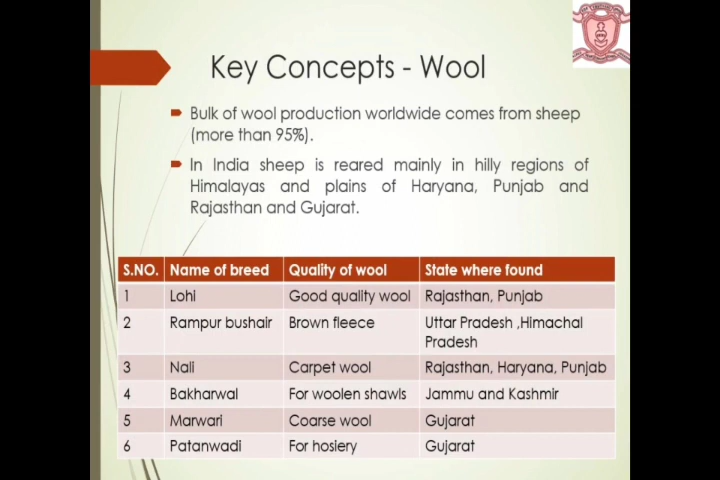 Key Concepts - Wool
Bulk of wool production worldwide comes from sheep
(more than 95%).
In India sheep is reared mainly in hilly regions of
Himalayas and plains of Haryana, Punjab and
Rajasthan and Gujarat.
S.NO. Name of breed Quality of wool State where found
1 Lohi Good quality wool Rajasthan, Punjab
2 Rampur bushair Brown fleece Uttar Pradesh ,Himachal
Pradesh
3 Nali Carpet wool Rajasthan, Haryana, Punjab
4 Bakharwal For woolen shawls Jammu and Kashmir
5 Marwari Coarse wool Gujarat
6 Patanwadi For hosiery Gujarat